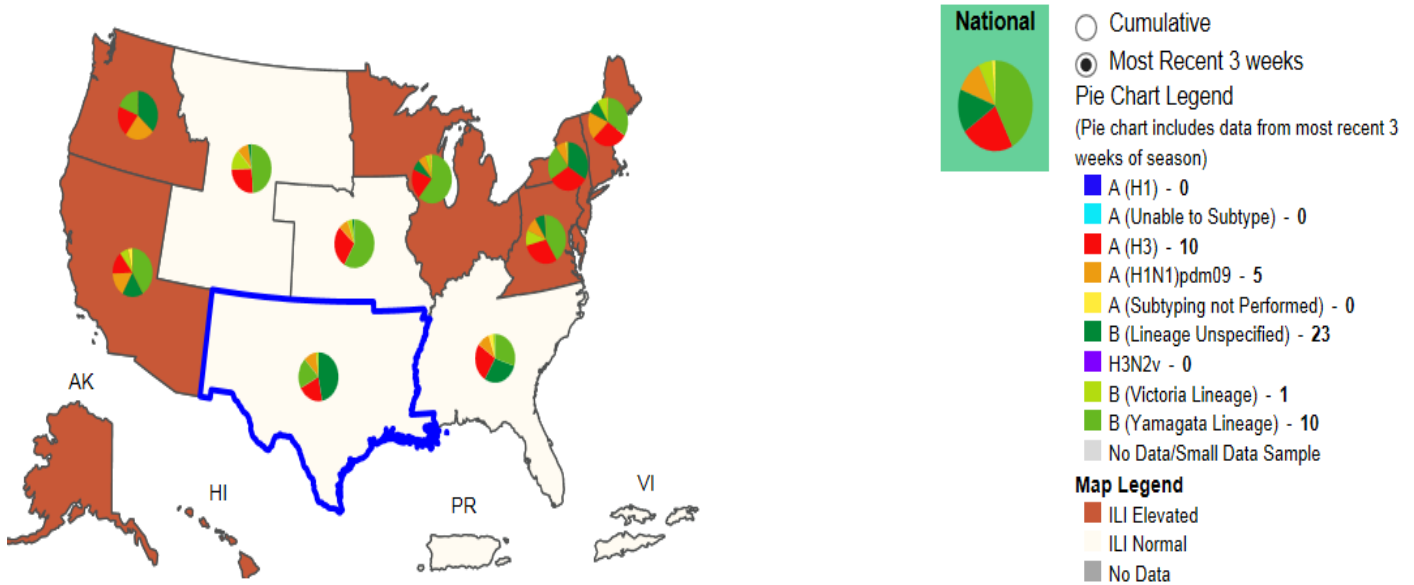 National
Cumulative
Most Recent 3 weeks
Pie Chart Legend
(Pie chart includes data from most recent 3
weeks of season)
A (H1) - 0
A (Unable to Subtype) - 0
A (H3) - 10
A (H1N1)pdm09 - 5
A (Subtyping not Performed) - 0
B (Lineage Unspecified) - 23
H3N2v - 0
B (Victoria Lineage) - 1
B (Yamagata Lineage) - 10
No Data/Small Data Sample
Map Legend
ILI Elevated
ILI Normal
No Data
AK
HI
PR
VI